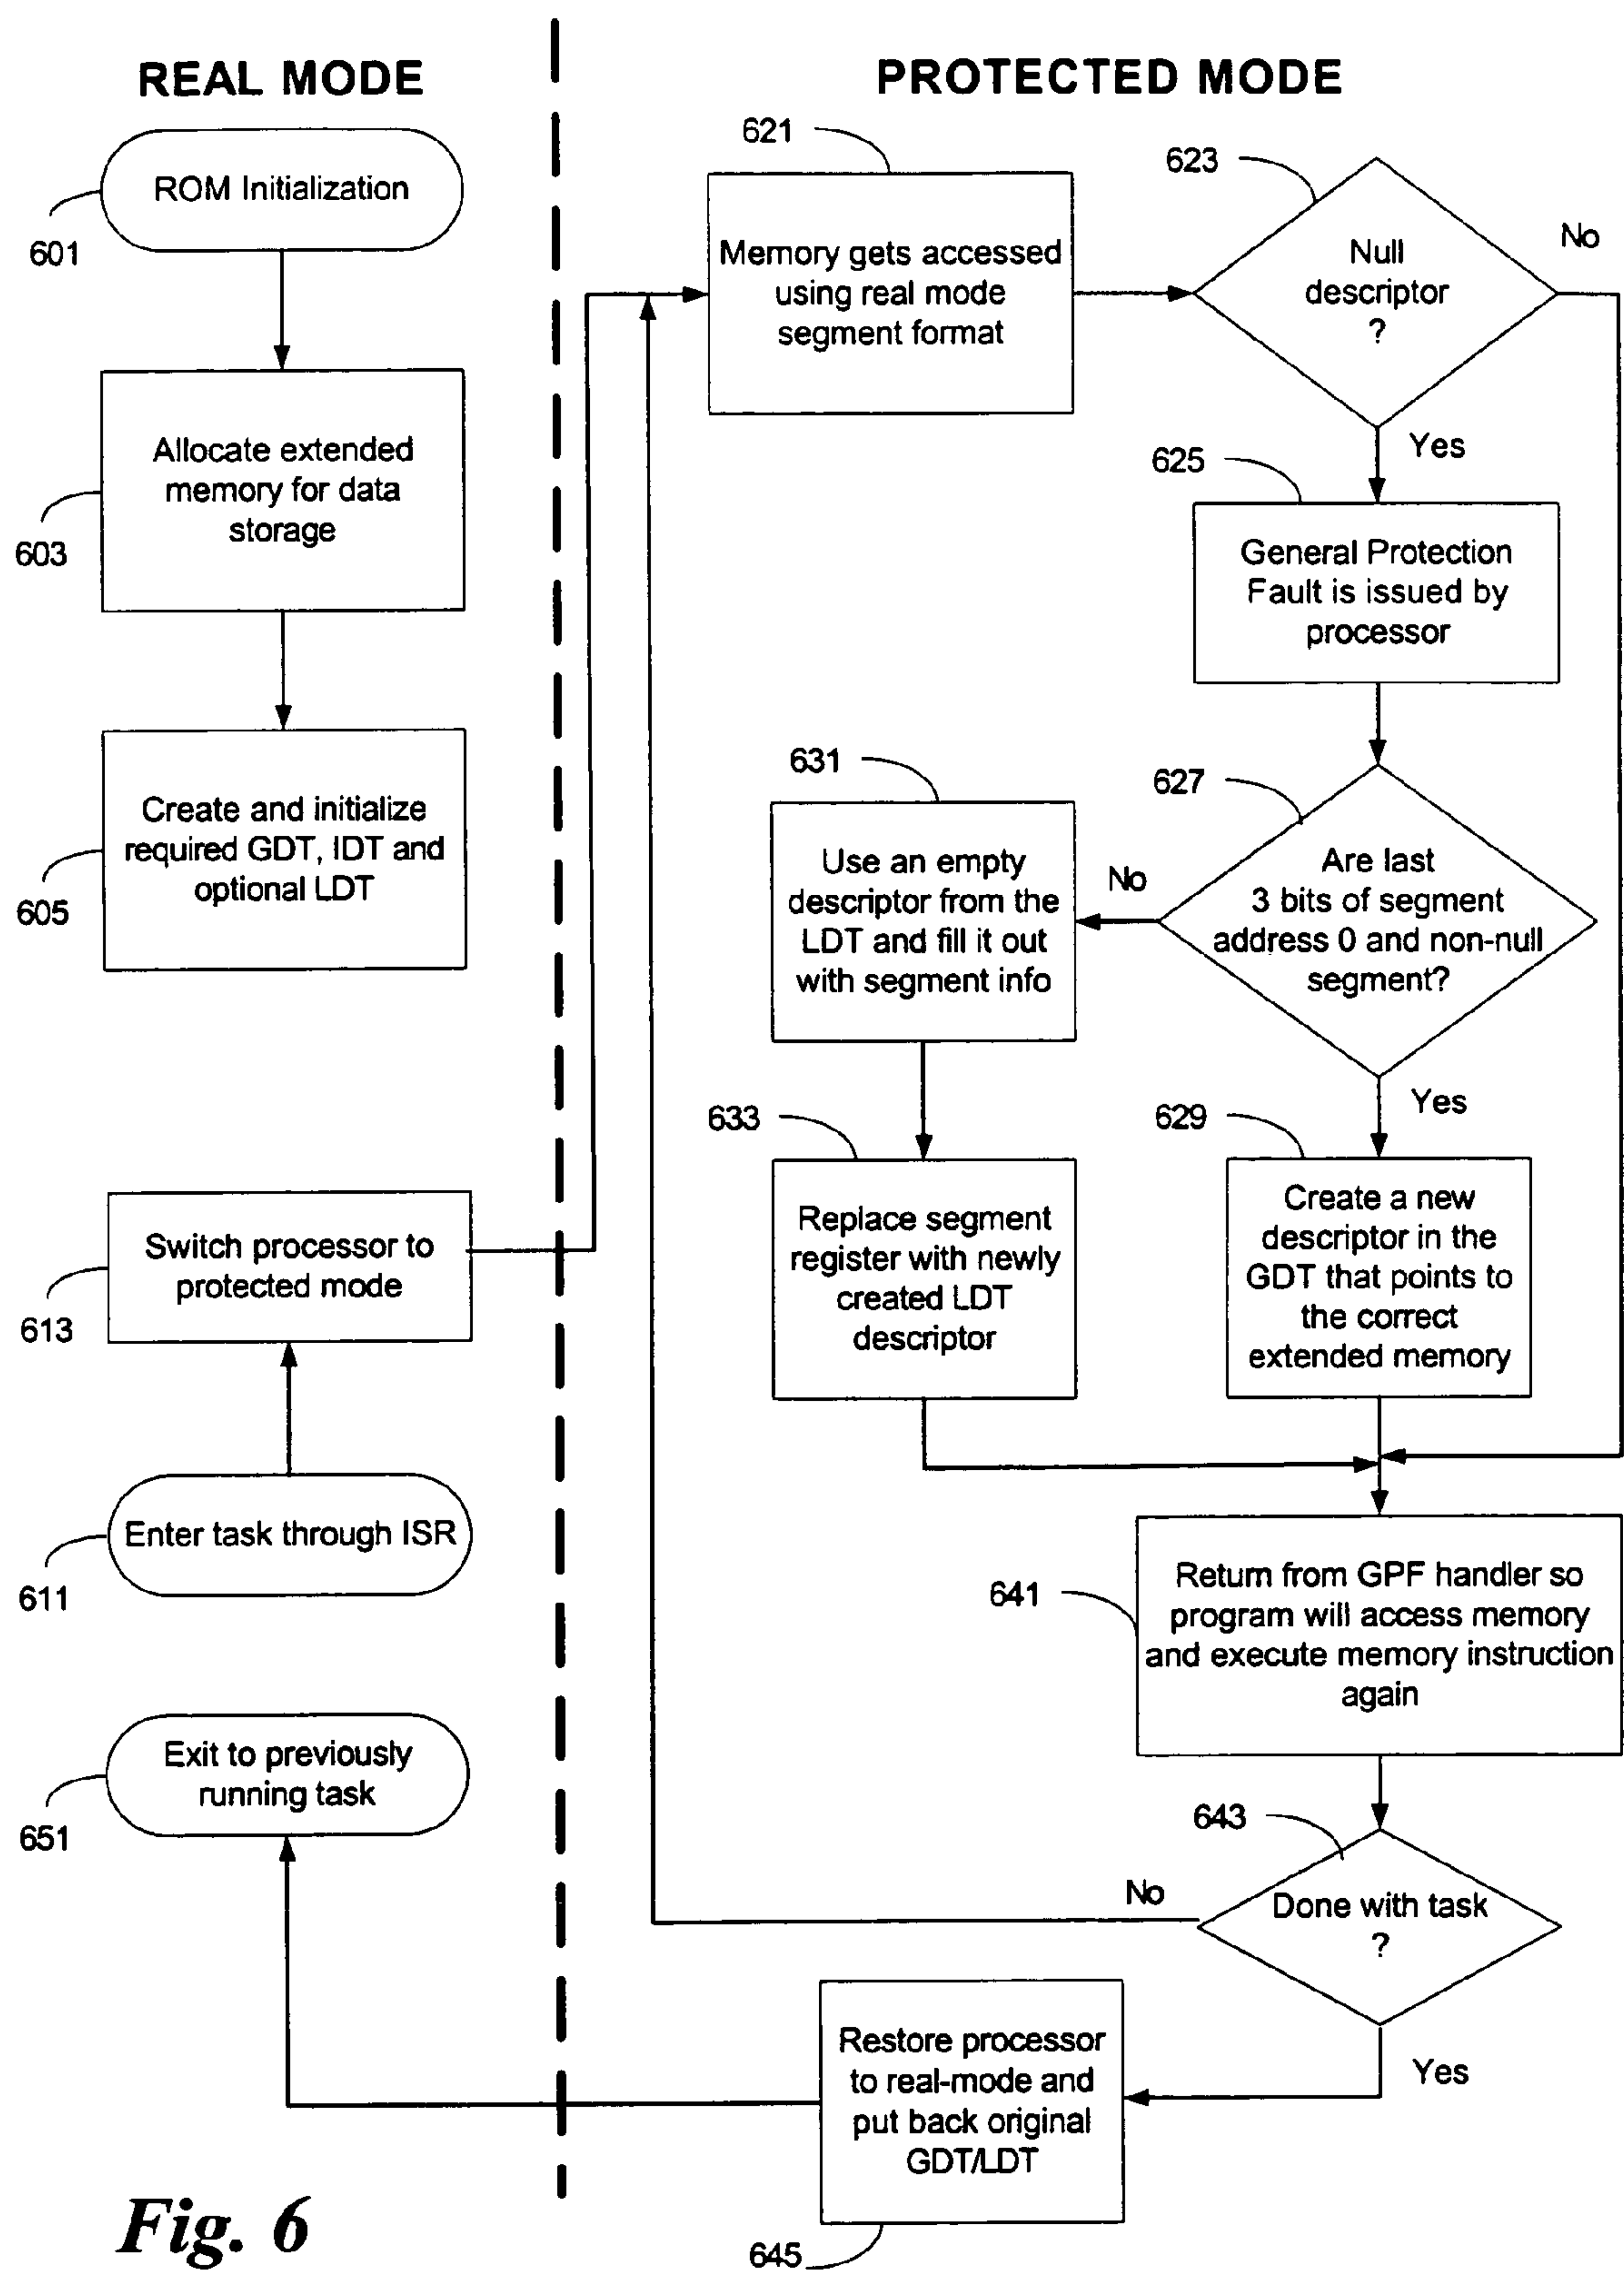 REAL MODE
ROM Initialization
601
Allocate extended
memory for data
storage
603
Create and initialize
required GDT, IDT and
optional LDT
605
Switch processor to
protected mode
613
Enter task through ISR
611
Exit to previously
running task
651
PROTECTED MODE
621
Memory gets accessed
using real mode
segment format
623
Null
descriptor
?
No
Yes
625
General Protection
Fault is issued by
processor
627
Are last
3 bits of segment
address 0 and non-null
segment?
No
Yes
631
Use an empty
descriptor from the
LDT and fill it out
with segment info
633
Replace segment
register with newly
created LDT
descriptor
629
Create a new
descriptor in the
GDT that points to
the correct
extended memory
641
Return from GPF handler so
program will access memory
and execute memory instruction
again
643
Done with task
?
No
Yes
Restore processor
to real-mode and
put back original
GDT/LDT
645
Fig. 6